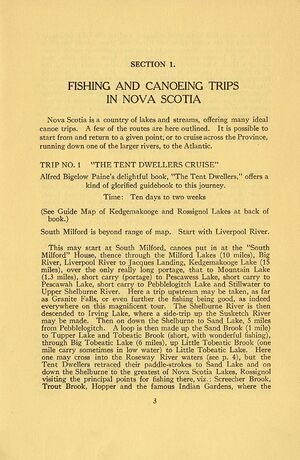 SECTION 1.
FISHING AND CANOEING TRIPS
IN NOVA SCOTIA
Nova Scotia is a country of lakes and streams, offering many ideal
canoe trips. A few of the routes are here outlined. It is possible to
start from and return to a given point, or to cruise across the Province,
running down one of the larger rivers, to the Atlantic.
TRIP NO. 1 "THE TENT DWELLERS CRUISE"
Alfred Bigelow Paine's delightful book, "The Tent Dwellers," offers a
kind of glorified guidebook to this journey.
Time: Ten days to two weeks
(See Guide Map of Kedgemakooge and Rossignol Lakes at back of
book.)
South Milford is beyond range of map. Start with Liverpool River.
This may start at South Milford, canoes put in at the "South
Milford" House, thence through the Milford Lakes (10 miles), Big
River, Liverpool River to Jacques Landing, Kedgemakooge Lake (15
miles), over the only really long portage, that to Mountain Lake
(1.3 miles), short carry (portage) to Pescawess Lake, short carry to
Pescawah Lake, short carry to Pebblelogitch Lake and Stillwater to
Upper Shelburne River. Here a trip upstream may be taken, as far
as Granite Falls, or even further the fishing being good, as indeed
everywhere on this magnificent tour. The Shelburne River is then
descended to Irving Lake, where a side-trip up the Susketch River
may be made. Then on down the Shelburne to Sand Lake, 5 miles
from Pebblelogitch. A loop is then made up the Sand Brook (1 mile)
to Tupper Lake and Tobeatic Brook (short, with wonderful fishing),
through Big Tobeatic Lake (6 miles), up Little Tobeatic Brook (one
mile carry sometimes in low water) to Little Tobeatic Lake. Here
one may cross into the Roseway River waters (see p. 4), but the
Tent Dwellers retraced their paddle-strokes to Sand Lake and on
down the Shelburne to the greatest of Nova Scotia Lakes, Rossignol
visiting the principal points for fishing there, viz.: Screecher Brook,
Trout Brook, Hopper and the famous Indian Gardens, where the
3